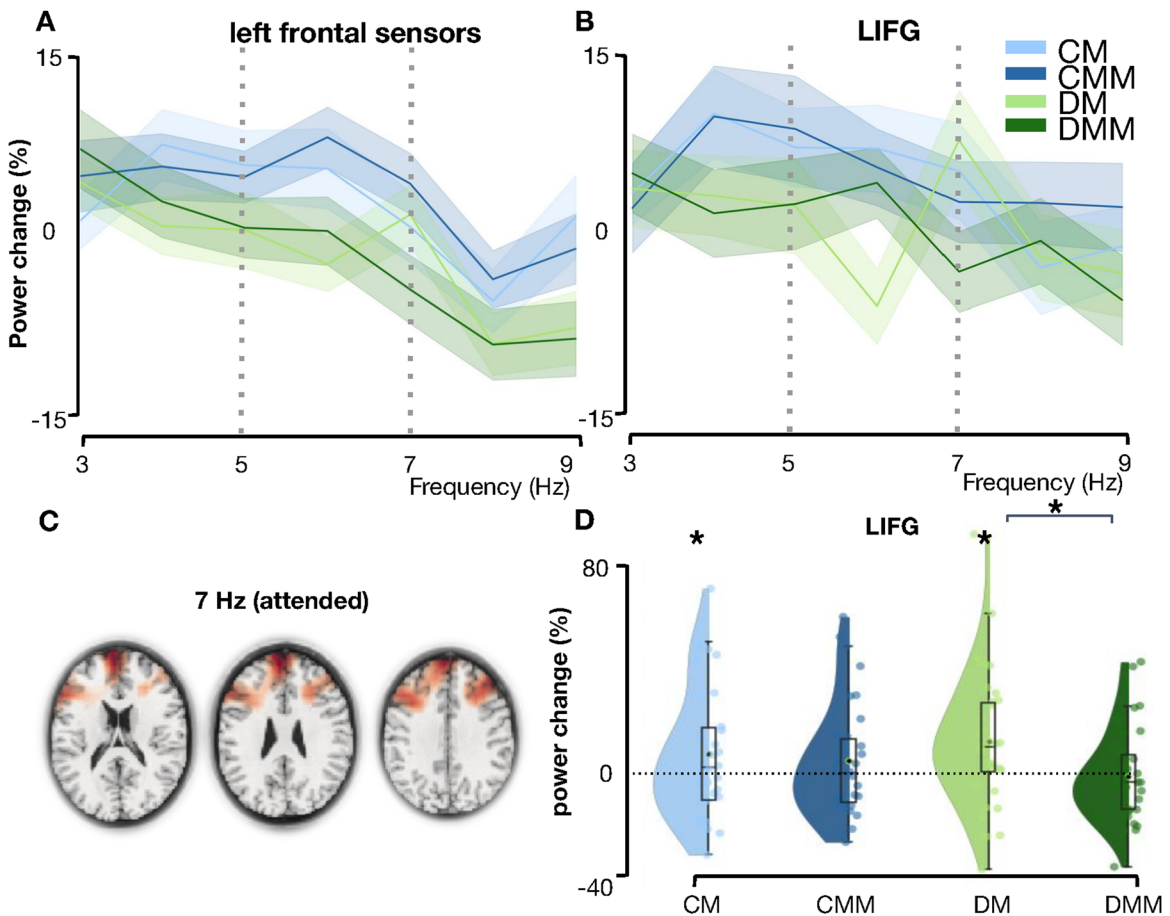 A
left frontal sensors
15
0
-15
Power change (%)
3
5
7
9
Frequency (Hz)
B
LIFG
CM
CMM
DM
DMM
15
0
-15
3
5
7
9
Frequency (Hz)
C
7 Hz (attended)
D
LIFG
*
*
*
80
0
-40
power change (%)
CM
CMM
DM
DMM